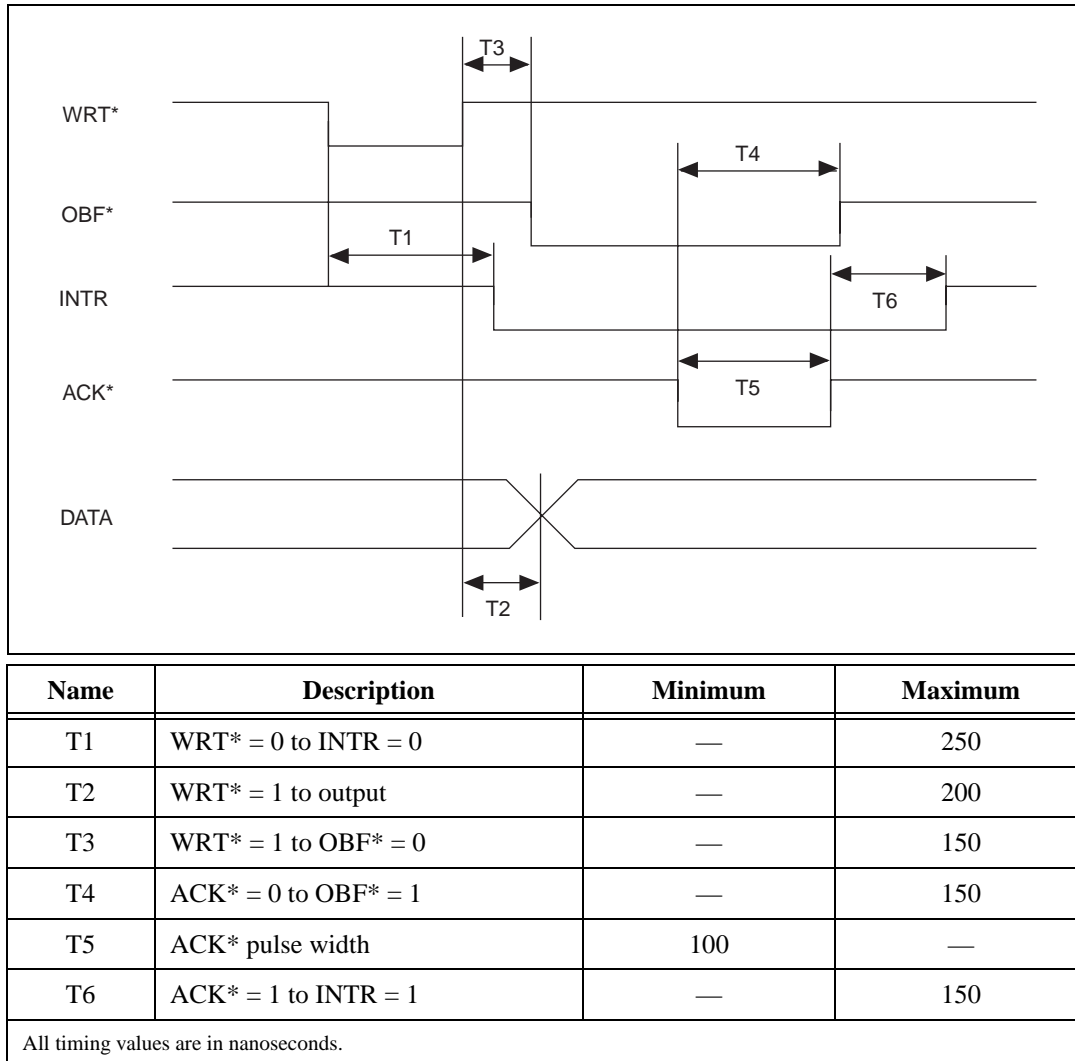 T3
WRT*
T4
OBF*
T1
INTR
T6
ACK*
T5
DATA
T2
Name Description Minimum Maximum
T1 WRT* = 0 to INTR = 0 — 250
T2 WRT* = 1 to output — 200
T3 WRT* = 1 to OBF* = 0 — 150
T4 ACK* = 0 to OBF* = 1 — 150
T5 ACK* pulse width 100 —
T6 ACK* = 1 to INTR = 1 — 150
All timing values are in nanoseconds.